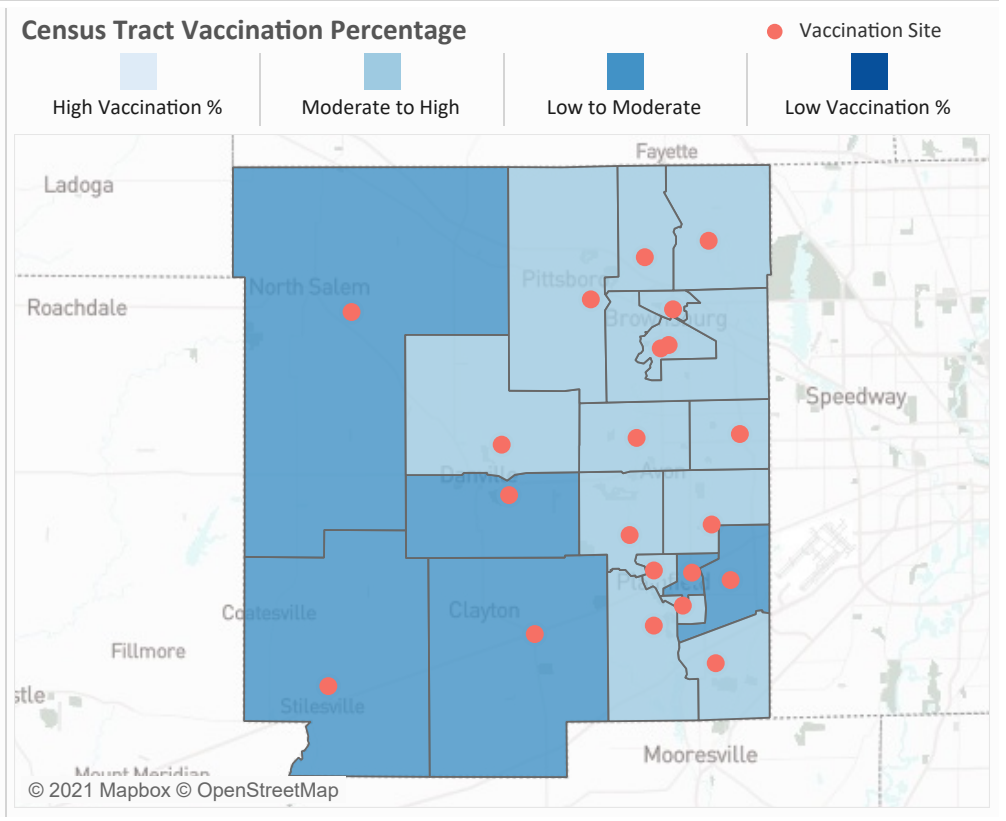 Census Tract Vaccination Percentage
Vaccination Site
High Vaccination %
Moderate to High
Low to Moderate
Low Vaccination %
Fayette
Ladoga
Pittsboro
North Salem
Roachdale
Brownsburg
Speedway
Danville
Avon
Plainfield
Coatesville
Clayton
Fillmore
stle
Stilesville
Mooresville
Mount Meridian
© 2021 Mapbox © OpenStreetMap